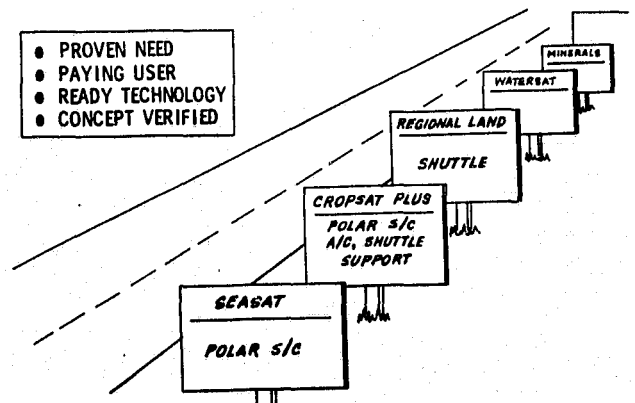 PROVEN NEED
PAYING USER
READY TECHNOLOGY
CONCEPT VERIFIED
MINERALS
WATERSAT
REGIONAL LAND
SHUTTLE
CROPSAT PLUS
POLAR S/C
A/C, SHUTTLE
SUPPORT
SEASAT
POLAR S/C